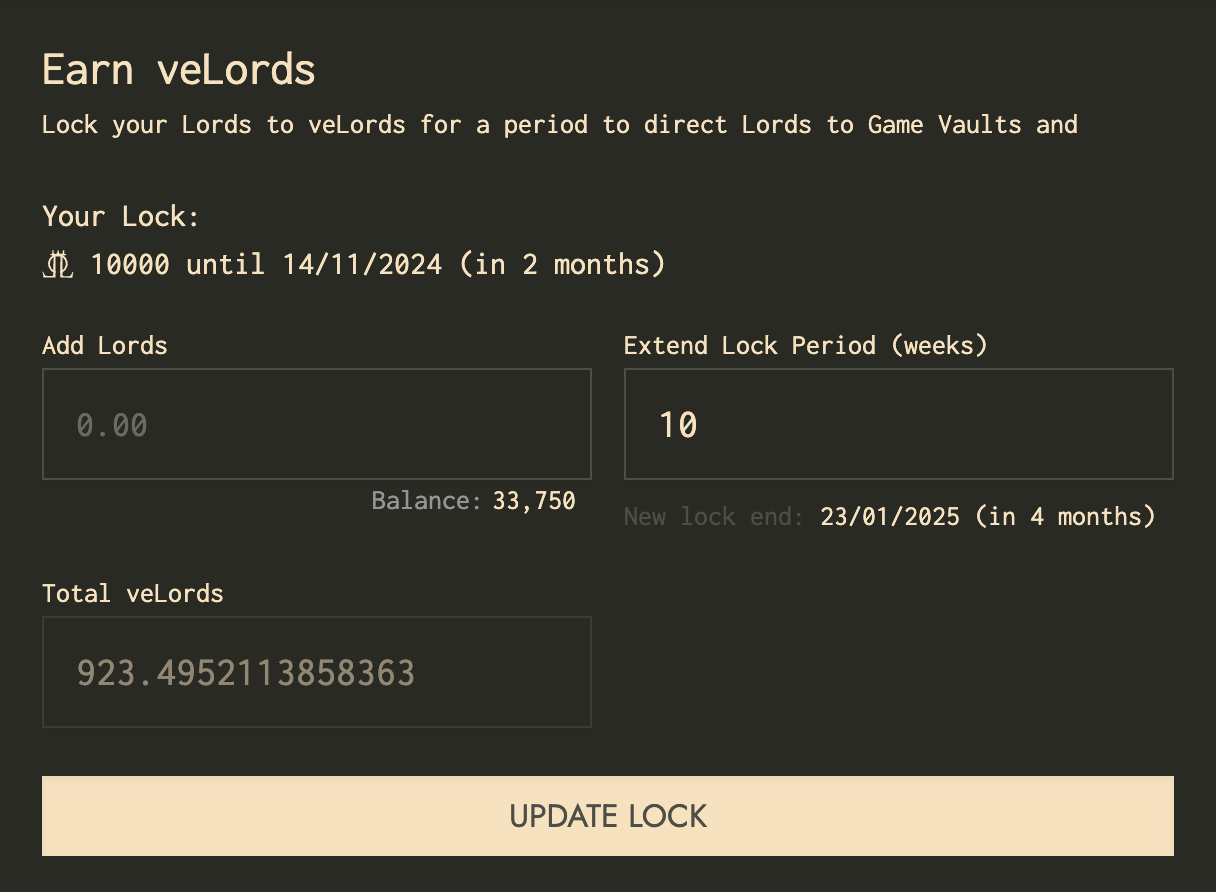 Earn veLords
Lock your Lords to veLords for a period to direct Lords to Game Vaults and
Your Lock:
10000 until 14/11/2024 (in 2 months)
Add Lords
0.00
Balance: 33,750
Extend Lock Period (weeks)
10
New lock end: 23/01/2025 (in 4 months)
Total veLords
923.4952113858363
UPDATE LOCK